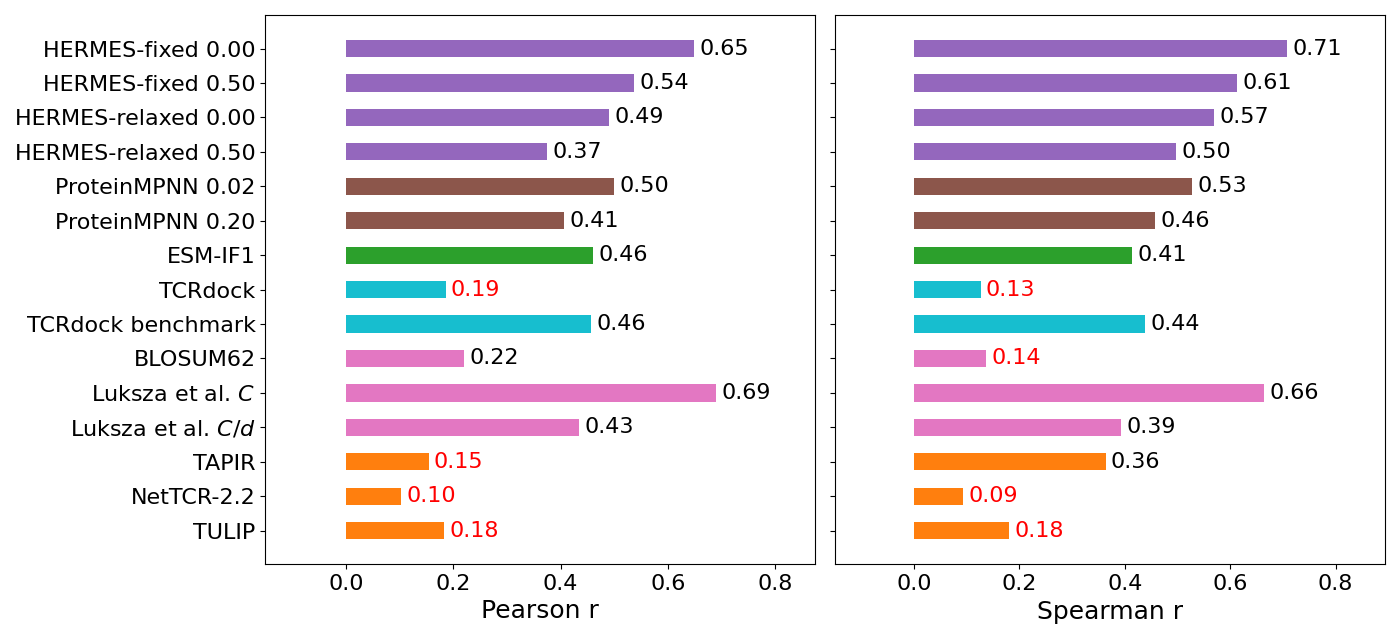 HERMES-fixed 0.00 0.65 0.71
HERMES-fixed 0.50 0.54 0.61
HERMES-relaxed 0.00 0.49 0.57
HERMES-relaxed 0.50 0.37 0.50
ProteinMPNN 0.02 0.50 0.53
ProteinMPNN 0.20 0.41 0.46
ESM-IF1 0.46 0.41
TCRdock 0.19 0.13
TCRdock benchmark 0.46 0.44
BLOSUM62 0.22 0.14
Luksza et al. C 0.69 0.66
Luksza et al. C/d 0.43 0.39
TAPIR 0.15 0.36
NetTCR-2.2 0.10 0.09
TULIP 0.18 0.18
0.0 0.2 0.4 0.6 0.8 0.0 0.2 0.4 0.6 0.8
Pearson r Spearman r